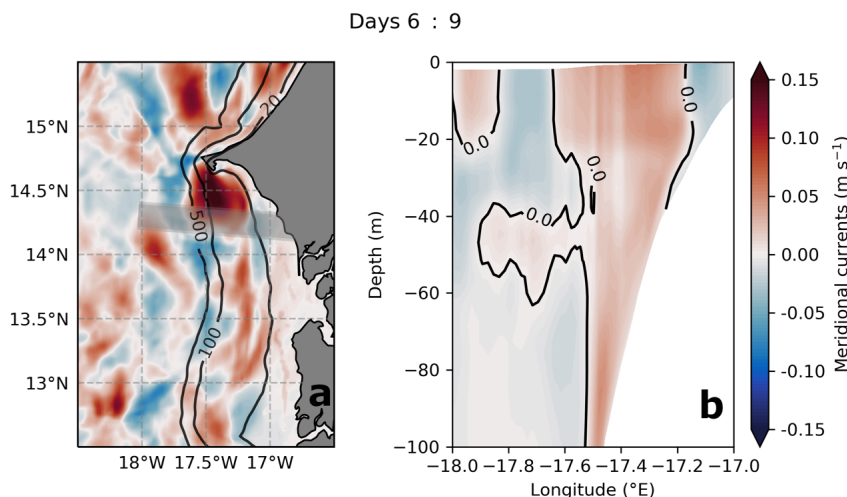 Days 6 : 9
15°N
14.5°N
14°N
13.5°N
13°N
18°W 17.5°W 17°W
20
500
100
a
0
−20
−40
−60
−80
−100
Depth (m)
−18.0 −17.8 −17.6 −17.4 −17.2 −17.0
Longitude (°E)
0.0
0.0
0.0
0.0
b
0.15
0.10
0.05
0.00
−0.05
−0.10
−0.15
Meridional currents (m s⁻¹)